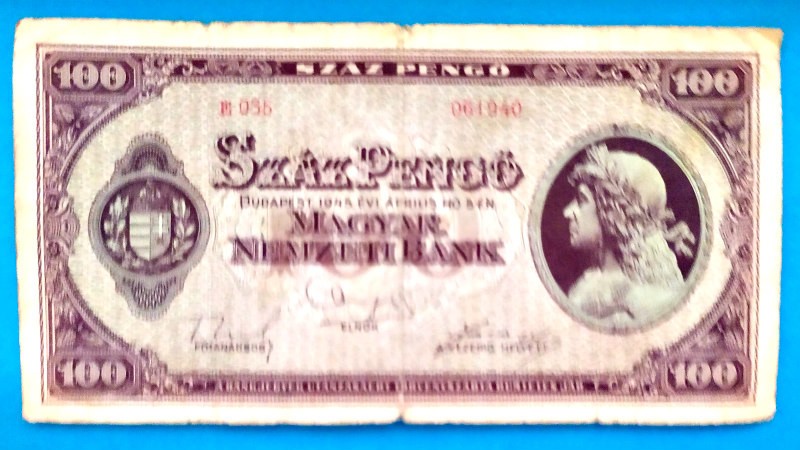 100 SZÁZ PENGŐ 100
E 035 061940
SZÁZ PENGŐ
BUDAPEST, 1945. ÉVI ÁPRILIS HÓ 5-ÉN
MAGYAR
NEMZETI BANK
ELNÖK
FŐTANÁCSOS
100 100